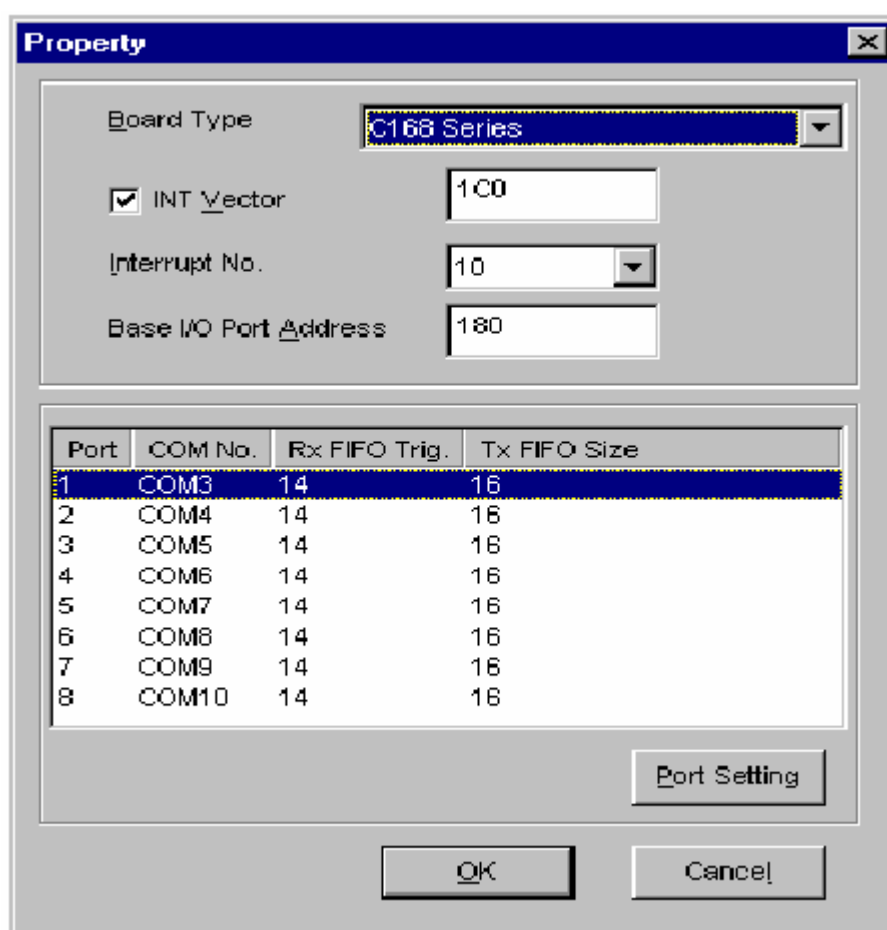 Property
Board Type C168 Series
INT Vector 1C0
Interrupt No. 10
Base I/O Port Address 180
Port COM No. Rx FIFO Trig. Tx FIFO Size
1 COM3 14 16
2 COM4 14 16
3 COM5 14 16
4 COM6 14 16
5 COM7 14 16
6 COM8 14 16
7 COM9 14 16
8 COM10 14 16
Port Setting
OK Cancel